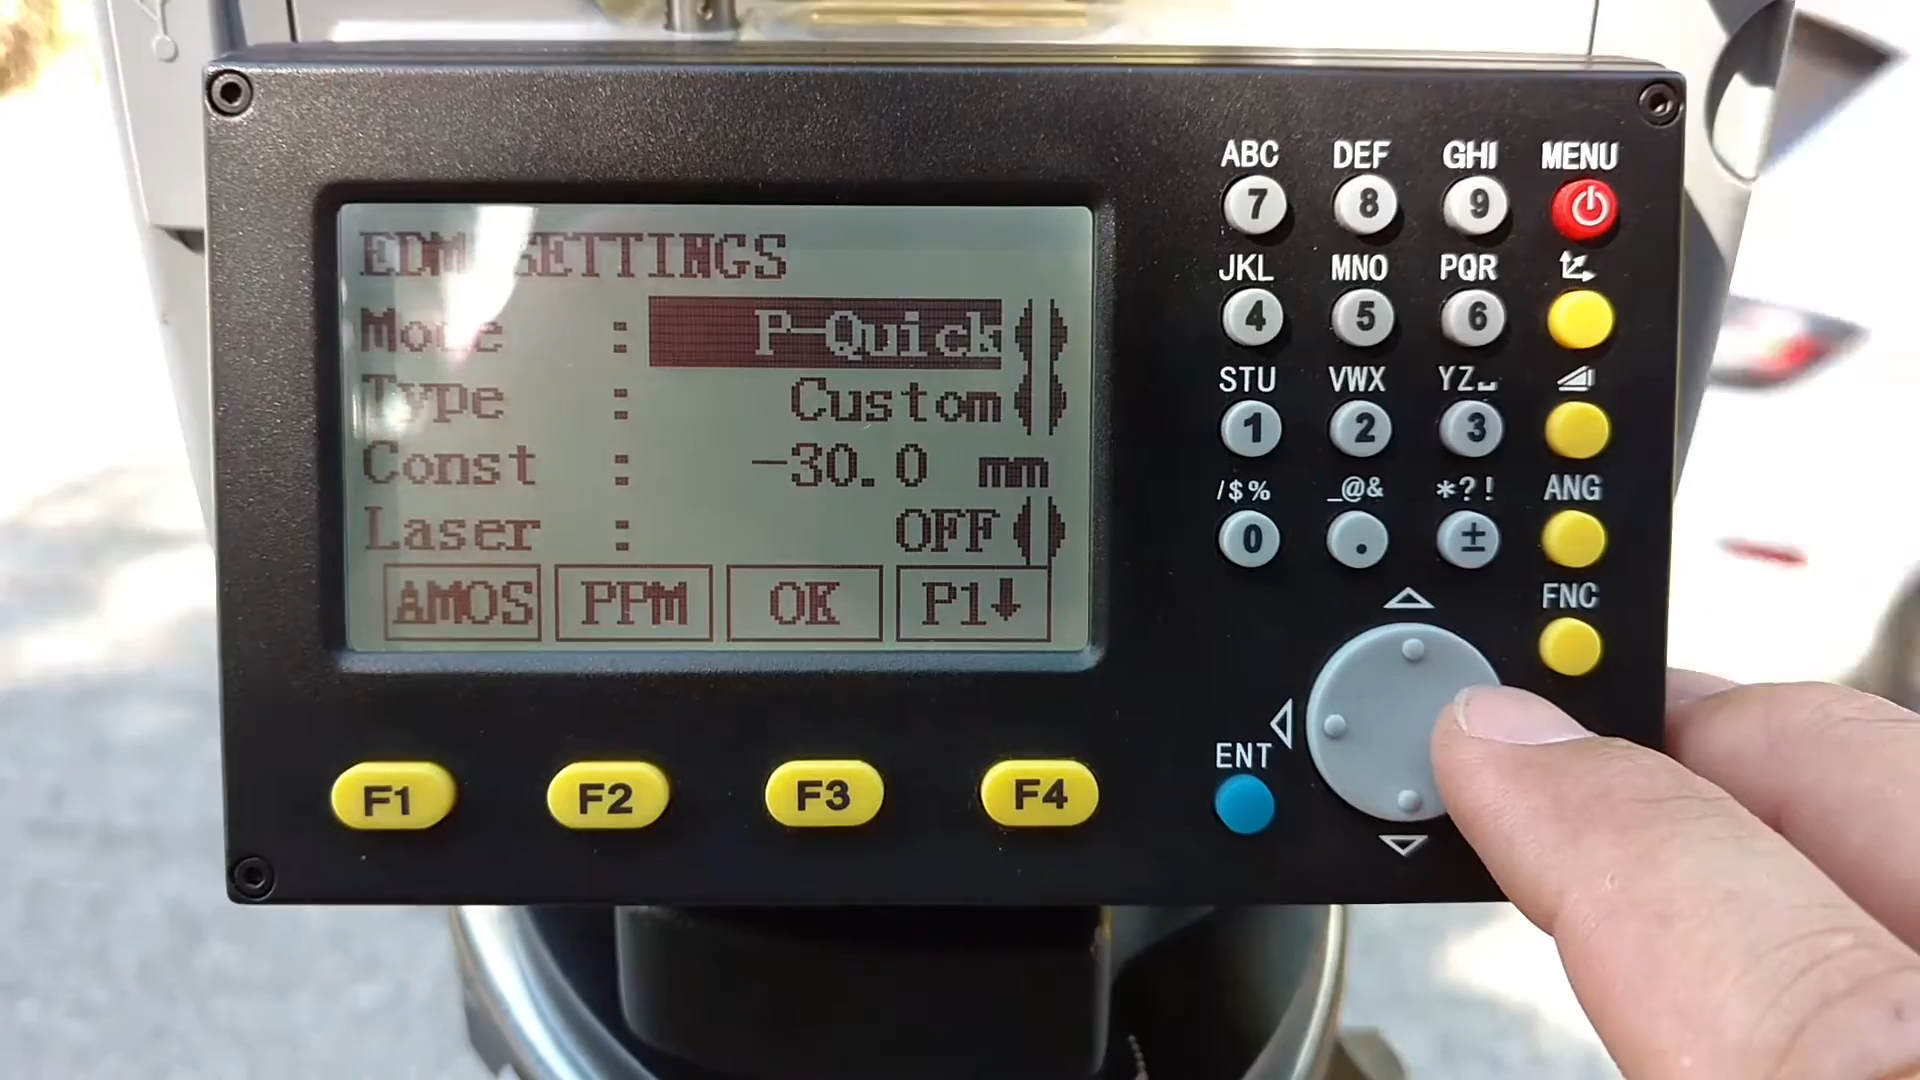 EDM SETTINGS
Mode : P-Quick
Type : Custom
Const : -30.0 mm
Laser : OFF
AMOS PPM OK P1↓
F1 F2 F3 F4
ABC DEF GHI MENU
7 8 9
JKL MNO PQR
4 5 6
STU VWX YZ␣
1 2 3
/$% _@& *?! ANG
0 . ±
FNC
ENT